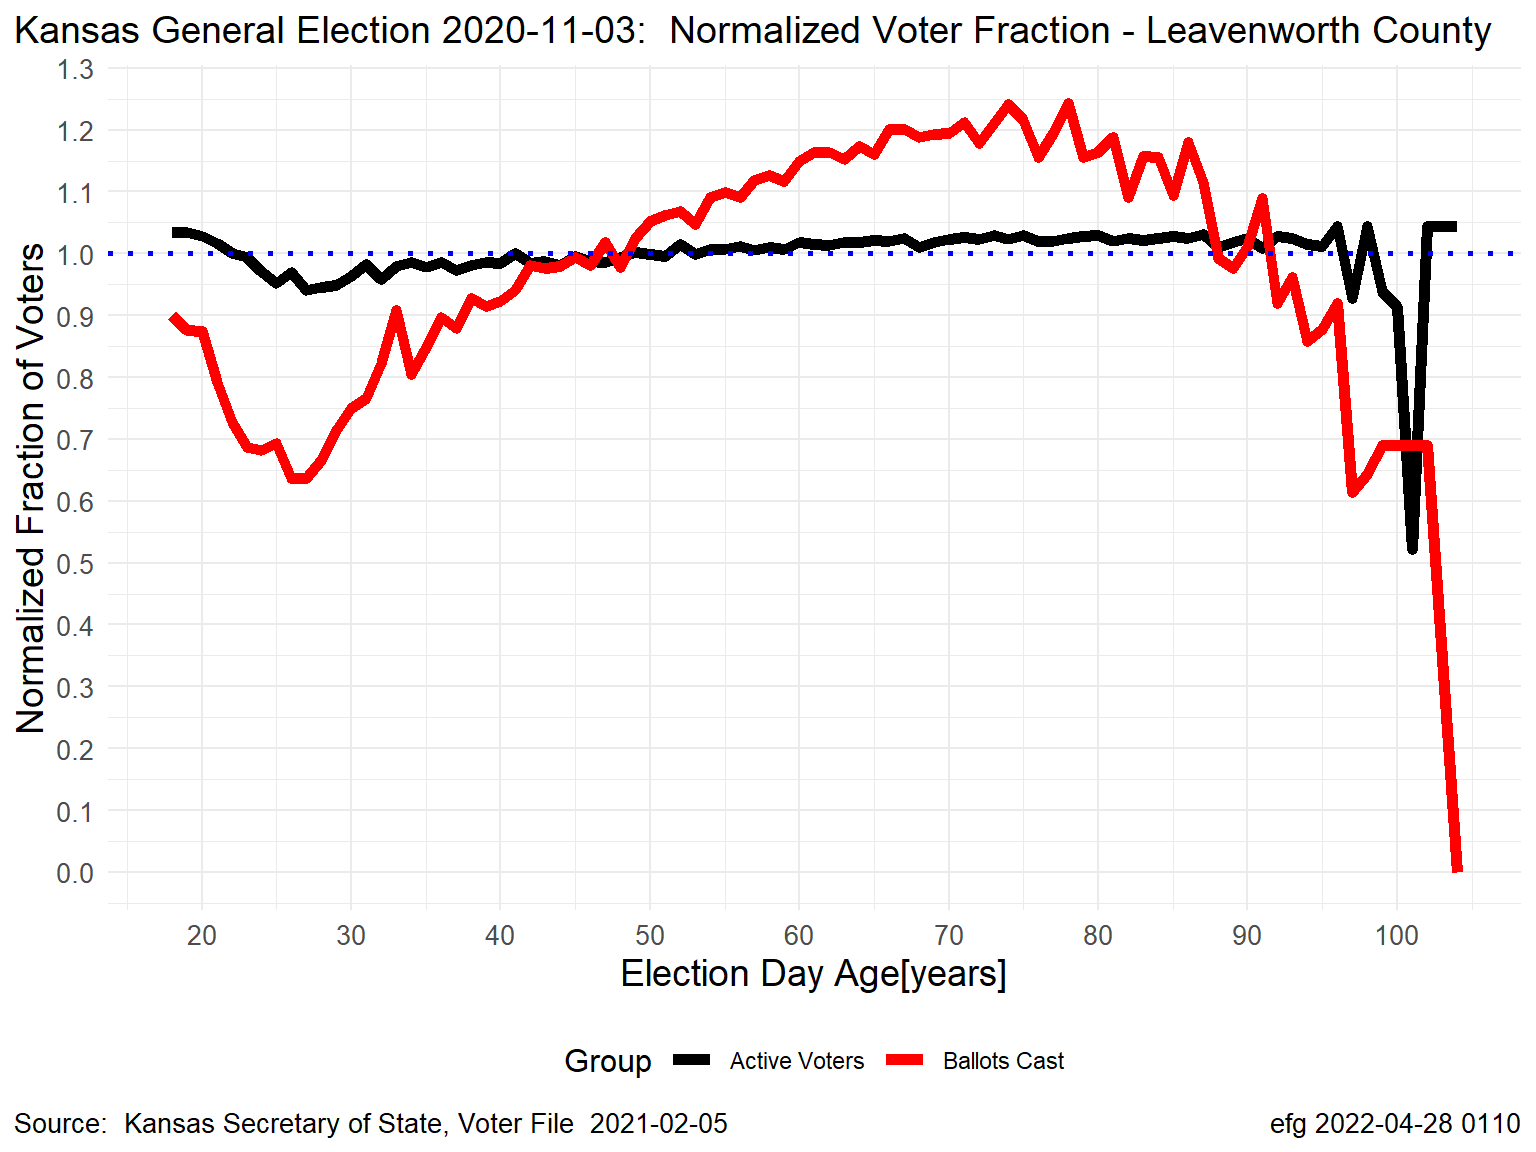 Kansas General Election 2020-11-03:  Normalized Voter Fraction - Leavenworth County
Normalized Fraction of Voters
1.3
1.2
1.1
1.0
0.9
0.8
0.7
0.6
0.5
0.4
0.3
0.2
0.1
0.0
20 30 40 50 60 70 80 90 100
Election Day Age[years]
Group Active Voters Ballots Cast
Source:  Kansas Secretary of State, Voter File  2021-02-05 efg 2022-04-28 0110